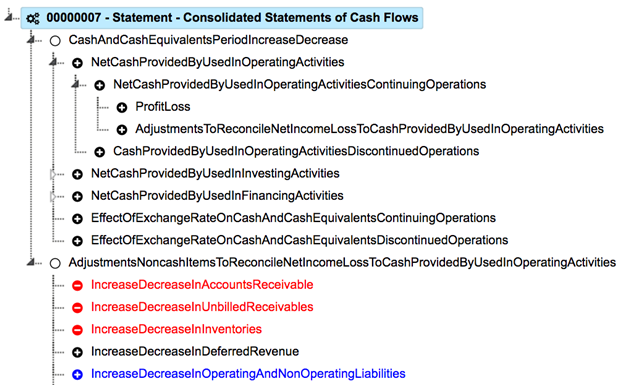 00000007 - Statement - Consolidated Statements of Cash Flows
CashAndCashEquivalentsPeriodIncreaseDecrease
NetCashProvidedByUsedInOperatingActivities
NetCashProvidedByUsedInOperatingActivitiesContinuingOperations
ProfitLoss
AdjustmentsToReconcileNetIncomeLossToCashProvidedByUsedInOperatingActivities
CashProvidedByUsedInOperatingActivitiesDiscontinuedOperations
NetCashProvidedByUsedInInvestingActivities
NetCashProvidedByUsedInFinancingActivities
EffectOfExchangeRateOnCashAndCashEquivalentsContinuingOperations
EffectOfExchangeRateOnCashAndCashEquivalentsDiscontinuedOperations
AdjustmentsNoncashItemsToReconcileNetIncomeLossToCashProvidedByUsedInOperatingActivities
IncreaseDecreaseInAccountsReceivable
IncreaseDecreaseInUnbilledReceivables
IncreaseDecreaseInInventories
IncreaseDecreaseInDeferredRevenue
IncreaseDecreaseInOperatingAndNonOperatingLiabilities